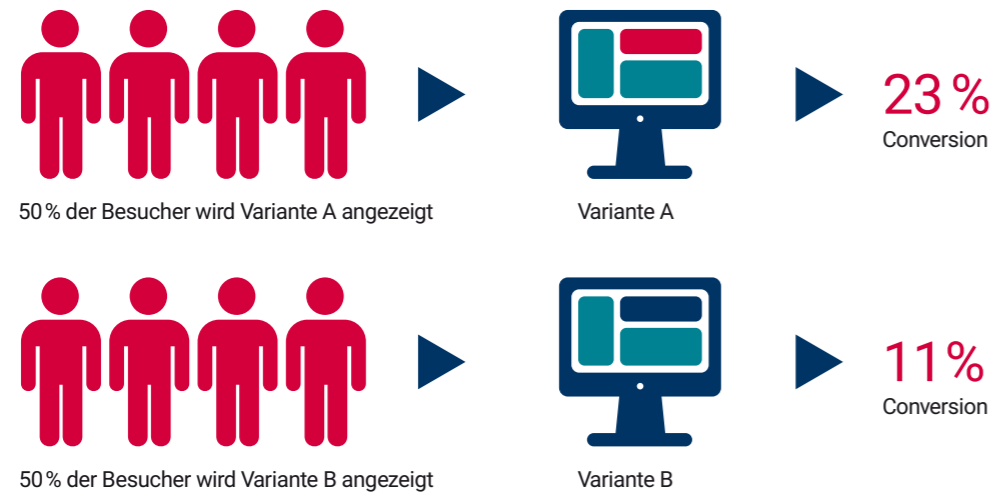 23 %
Conversion
50 % der Besucher wird Variante A angezeigt
Variante A
11 %
Conversion
50 % der Besucher wird Variante B angezeigt
Variante B